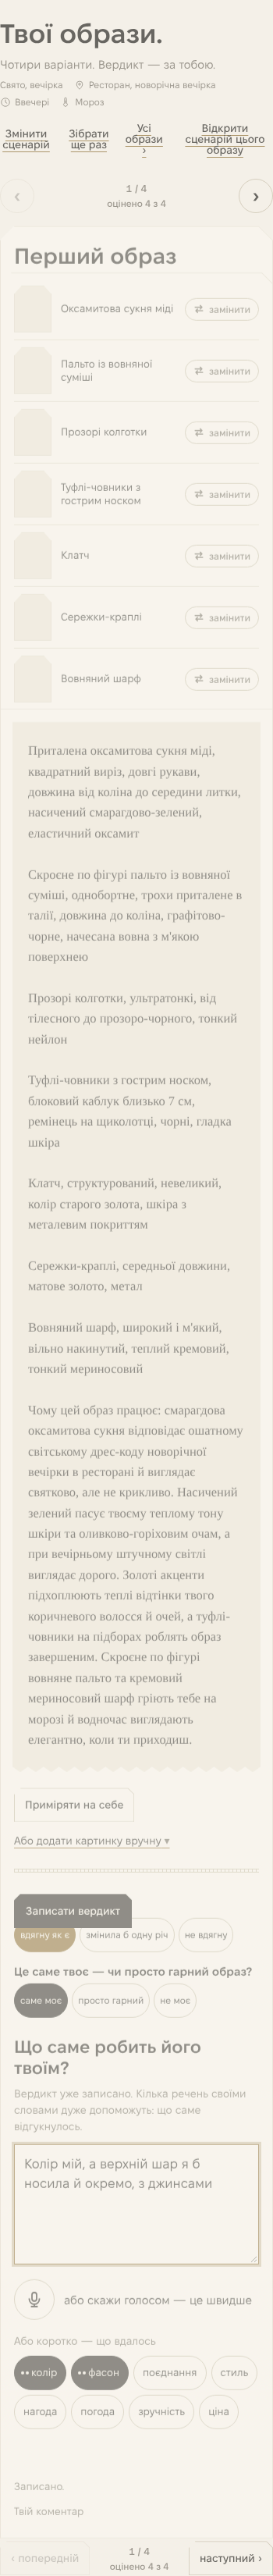 Твої образи.
Чотири варіанти. Вердикт — за тобою.
Свято, вечірка Ресторан, новорічна вечірка
Ввечері Мороз
Змінити сценарій
Зібрати ще раз
Усі образи ›
Відкрити сценарій цього образу
‹ 1 / 4 ›
оцінено 4 з 4
Перший образ
Оксамитова сукня міді замінити
Пальто із вовняної
суміші замінити
Прозорі колготки замінити
Туфлі-човники з
гострим носком замінити
Клатч замінити
Сережки-краплі замінити
Вовняний шарф замінити
Приталена оксамитова сукня міді,
квадратний виріз, довгі рукави,
довжина від коліна до середини литки,
насичений смарагдово-зелений,
еластичний оксамит
Скроєне по фігурі пальто із вовняної
суміші, однобортне, трохи приталене в
талії, довжина до коліна, графітово-
чорне, начесана вовна з м'якою
поверхнею
Прозорі колготки, ультратонкі, від
тілесного до прозоро-чорного, тонкий
нейлон
Туфлі-човники з гострим носком,
блоковий каблук близько 7 см,
ремінець на щиколотці, чорні, гладка
шкіра
Клатч, структурований, невеликий,
колір старого золота, шкіра з
металевим покриттям
Сережки-краплі, середньої довжини,
матове золото, метал
Вовняний шарф, широкий і м'який,
вільно накинутий, теплий кремовий,
тонкий мериносовий
Чому цей образ працює: смарагдова
оксамитова сукня відповідає ошатному
світському дрес-коду новорічної
вечірки в ресторані й виглядає
святково, але не крикливо. Насичений
зелений пасує твоєму теплому тону
шкіри та оливково-горіховим очам, а
при вечірньому штучному світлі
виглядає дорого. Золоті акценти
підхоплюють теплі відтінки твого
коричневого волосся й очей, а туфлі-
човники на підборах роблять образ
завершеним. Скроєне по фігурі
вовняне пальто та кремовий
мериносовий шарф гріють тебе на
морозі й водночас виглядають
елегантно, коли ти приходиш.
Приміряти на себе
Або додати картинку вручну ▾
Записати вердикт
вдягну як є змінила б одну річ не вдягну
Це саме твоє — чи просто гарний образ?
саме моє просто гарний не моє
Що саме робить його
твоїм?
Вердикт уже записано. Кілька речень своїми
словами дуже допоможуть: що саме
відгукнулось.
Колір мій, а верхній шар я б
носила й окремо, з джинсами
або скажи голосом — це швидше
Або коротко — що вдалось
колір фасон поєднання стиль
нагода погода зручність ціна
Записано.
Твій коментар
‹ попередній 1 / 4 наступний ›
оцінено 4 з 4